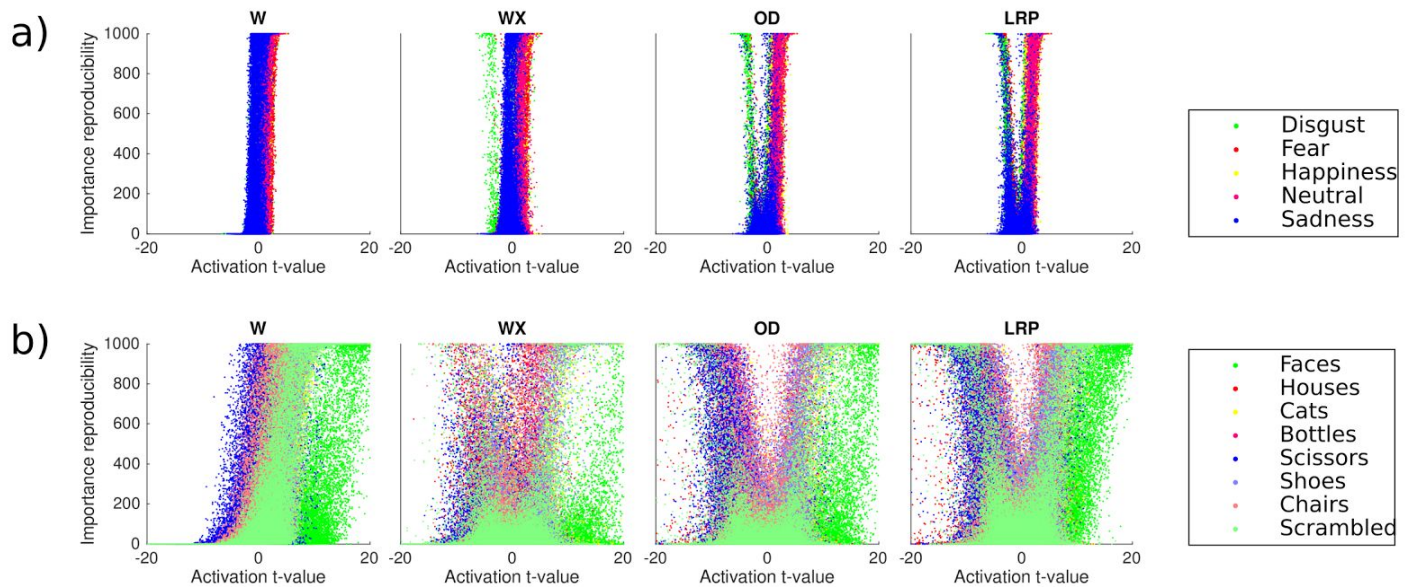 a)
W
WX
OD
LRP
Importance reproducibility
1000
800
600
400
200
0
-20 0 20
-20 0 20
-20 0 20
-20 0 20
Activation t-value
Activation t-value
Activation t-value
Activation t-value
Disgust
Fear
Happiness
Neutral
Sadness
b)
W
WX
OD
LRP
Importance reproducibility
1000
800
600
400
200
0
-20 0 20
-20 0 20
-20 0 20
-20 0 20
Activation t-value
Activation t-value
Activation t-value
Activation t-value
Faces
Houses
Cats
Bottles
Scissors
Shoes
Chairs
Scrambled